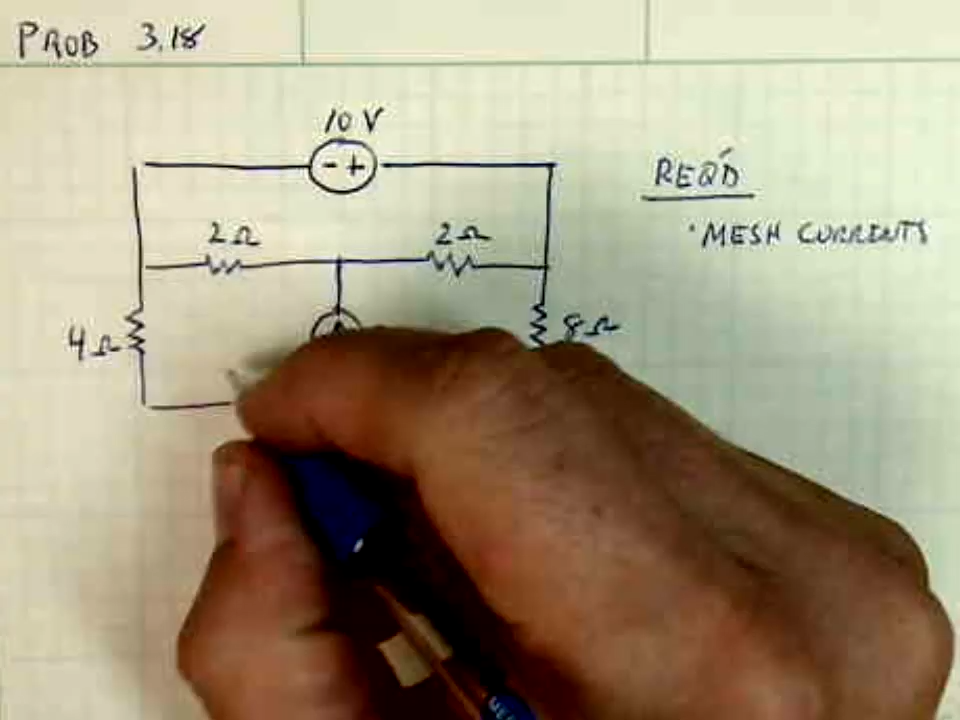 PROB 3.18
10 V
- +
REQ'D
· MESH CURRENTS
2Ω
2Ω
4Ω
8Ω